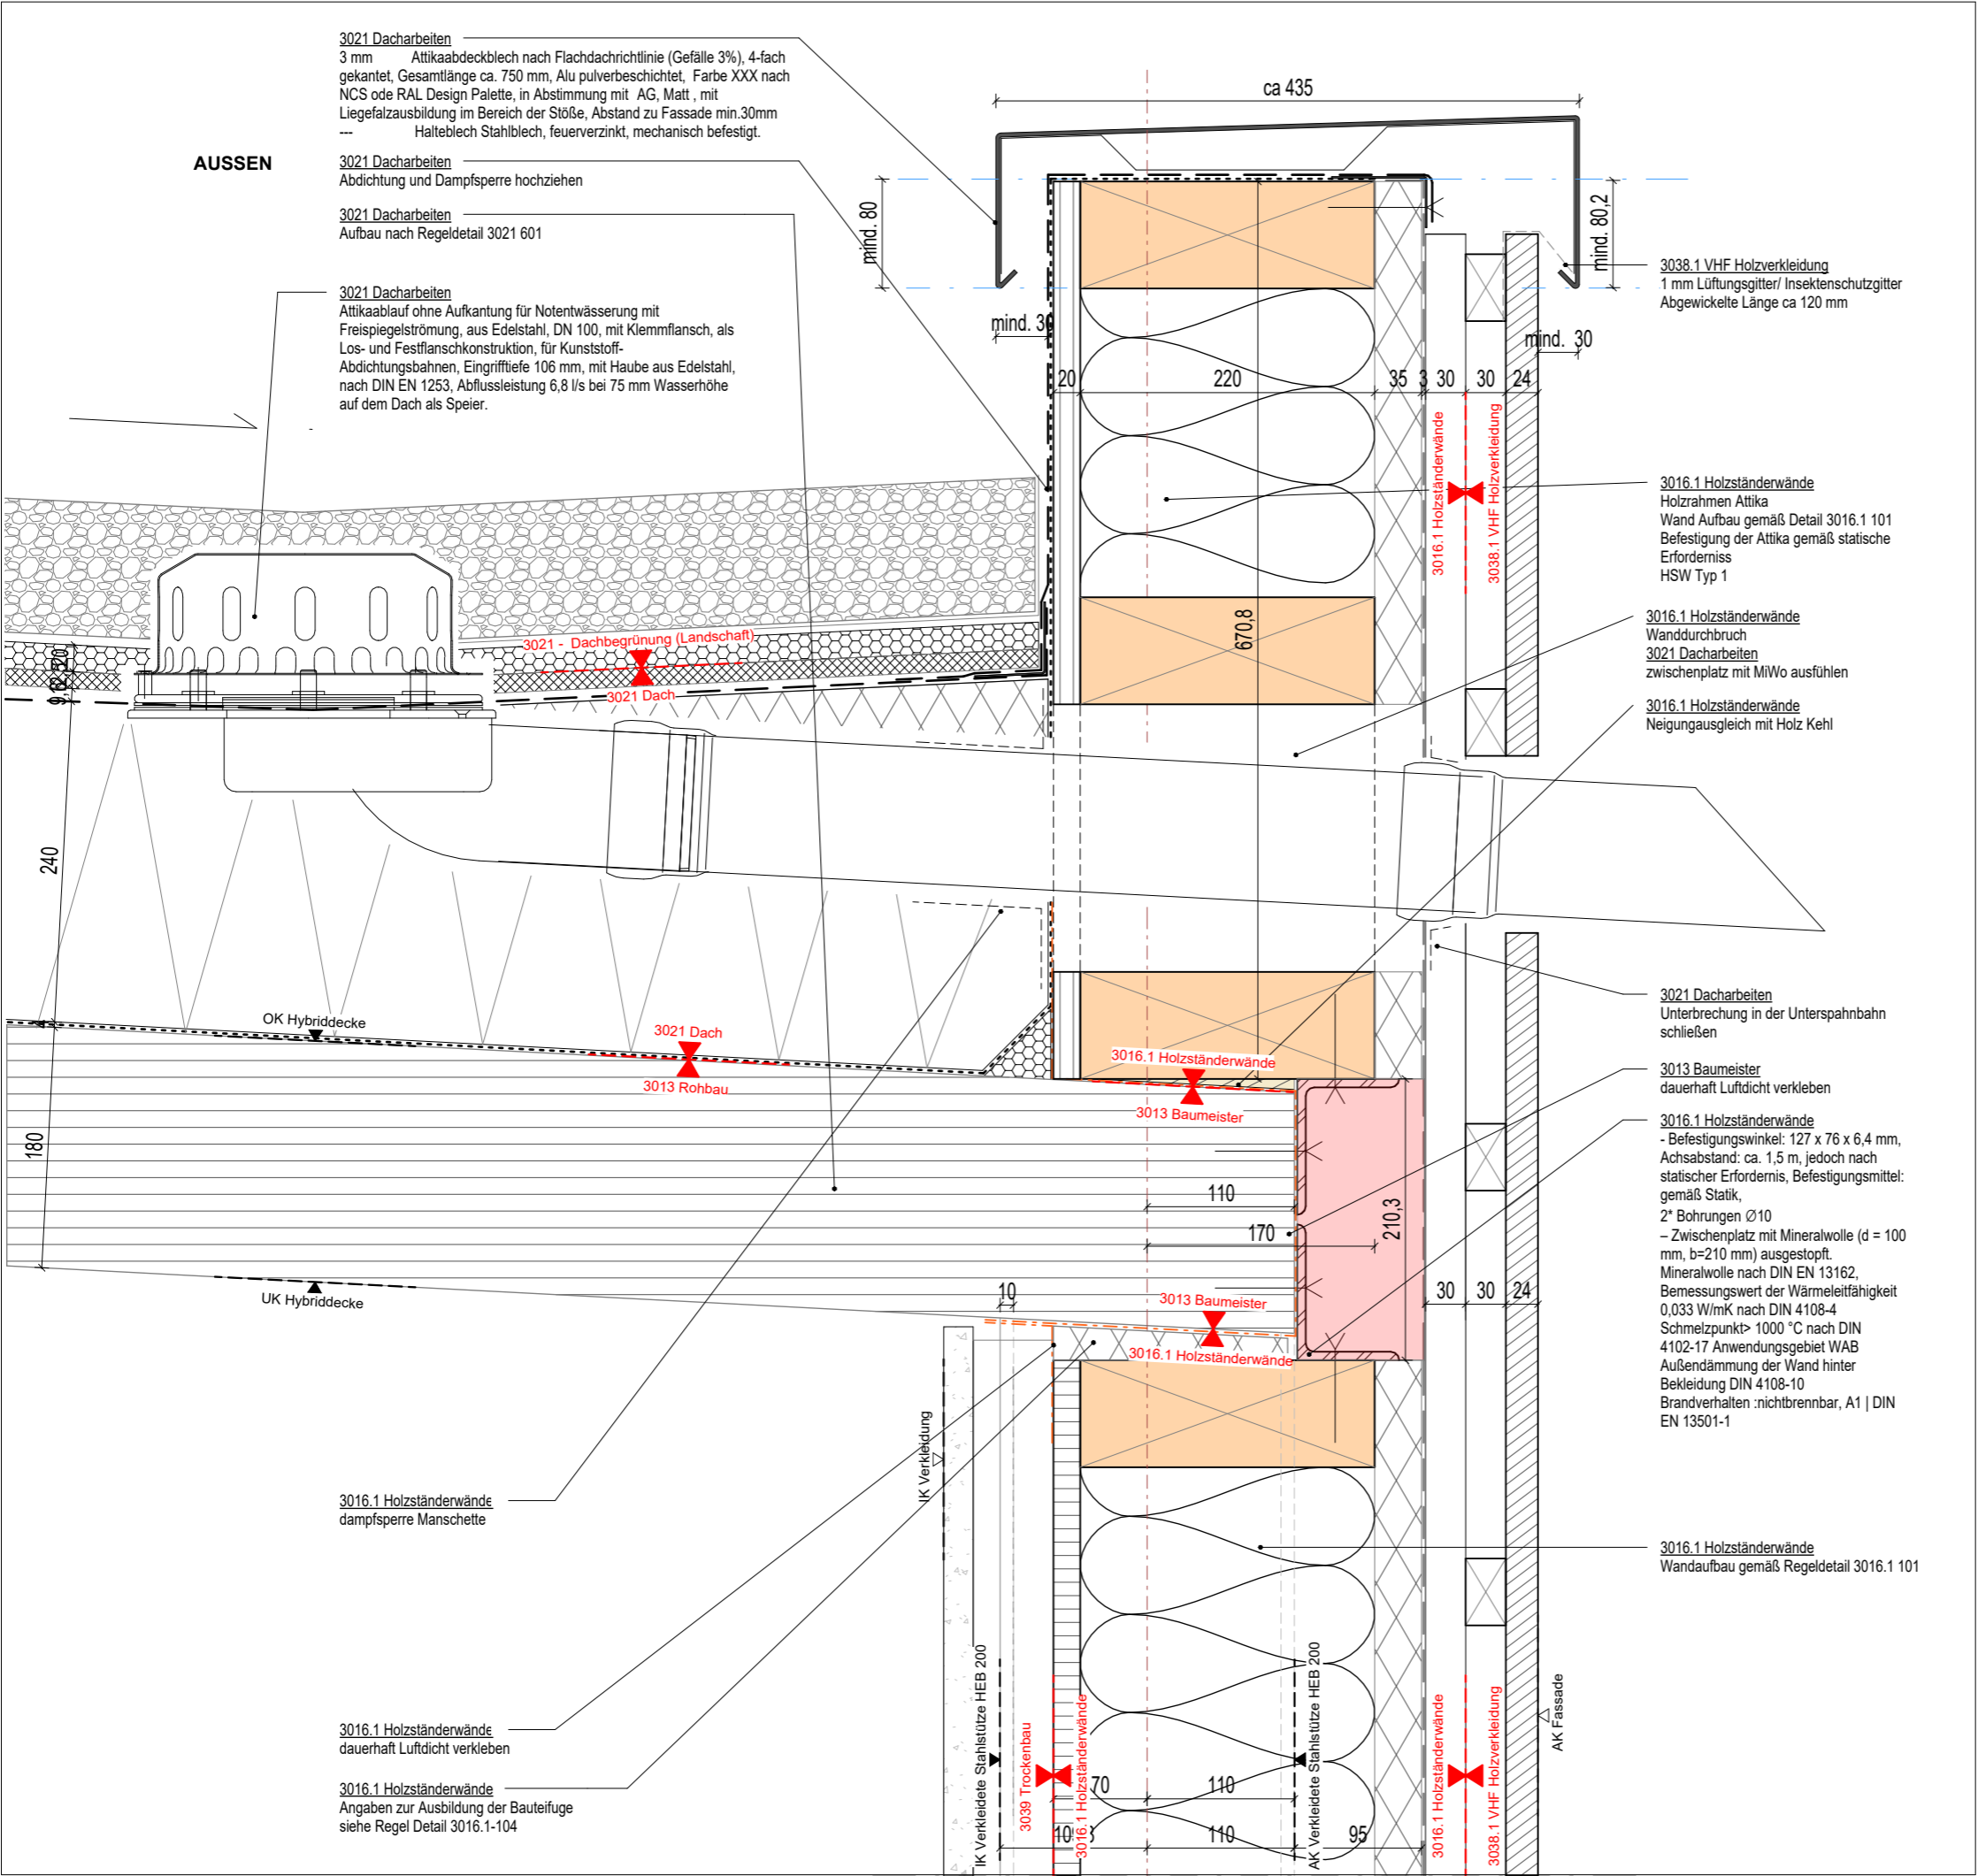 3021 Dacharbeiten
3 mm Attikaabdeckblech nach Flachdachrichtlinie (Gefälle 3%), 4-fach
gekantet, Gesamtlänge ca. 750 mm, Alu pulverbeschichtet, Farbe XXX nach
NCS ode RAL Design Palette, in Abstimmung mit AG, Matt , mit
Liegefalzausbildung im Bereich der Stöße, Abstand zu Fassade min.30mm
--- Halteblech Stahlblech, feuerverzinkt, mechanisch befestigt.
AUSSEN
3021 Dacharbeiten
Abdichtung und Dampfsperre hochziehen
3021 Dacharbeiten
Aufbau nach Regeldetail 3021 601
3021 Dacharbeiten
Attikaablauf ohne Aufkantung für Notentwässerung mit
Freispiegelströmung, aus Edelstahl, DN 100, mit Klemmflansch, als
Los- und Festflanschkonstruktion, für Kunststoff-
Abdichtungsbahnen, Eingrifftiefe 106 mm, mit Haube aus Edelstahl,
nach DIN EN 1253, Abflussleistung 6,8 l/s bei 75 mm Wasserhöhe
auf dem Dach als Speier.
ca 435
mind. 80
mind. 80,2
mind. 30
mind. 30
20
220
35
3
30
30
24
3016.1 Holzständerwände
3038.1 VHF Holzverkleidung
670,8
3038.1 VHF Holzverkleidung
1 mm Lüftungsgitter/ Insektenschutzgitter
Abgewickelte Länge ca 120 mm
3016.1 Holzständerwände
Holzrahmen Attika
Wand Aufbau gemäß Detail 3016.1 101
Befestigung der Attika gemäß statische
Erforderniss
HSW Typ 1
3016.1 Holzständerwände
Wanddurchbruch
3021 Dacharbeiten
zwischenplatz mit MiWo ausfühlen
3016.1 Holzständerwände
Neigungausgleich mit Holz Kehl
3021 - Dachbegrünung (Landschaft)
3021 Dach
240
180
OK Hybriddecke
3021 Dach
3013 Rohbau
UK Hybriddecke
3016.1 Holzständerwände
3013 Baumeister
110
170
210,3
10
3013 Baumeister
3016.1 Holzständerwände
30
30
24
3021 Dacharbeiten
Unterbrechung in der Unterspahnbahn
schließen
3013 Baumeister
dauerhaft Luftdicht verkleben
3016.1 Holzständerwände
- Befestigungswinkel: 127 x 76 x 6,4 mm,
Achsabstand: ca. 1,5 m, jedoch nach
statischer Erfordernis, Befestigungsmittel:
gemäß Statik,
2* Bohrungen ∅10
– Zwischenplatz mit Mineralwolle (d = 100
mm, b=210 mm) ausgestopft.
Mineralwolle nach DIN EN 13162,
Bemessungswert der Wärmeleitfähigkeit
0,033 W/mK nach DIN 4108-4
Schmelzpunkt> 1000 °C nach DIN
4102-17 Anwendungsgebiet WAB
Außendämmung der Wand hinter
Bekleidung DIN 4108-10
Brandverhalten :nichtbrennbar, A1 | DIN
EN 13501-1
3016.1 Holzständerwände
Wandaufbau gemäß Regeldetail 3016.1 101
3016.1 Holzständerwände
dampfsperre Manschette
3016.1 Holzständerwände
dauerhaft Luftdicht verkleben
3016.1 Holzständerwände
Angaben zur Ausbildung der Bauteifuge
siehe Regel Detail 3016.1-104
IK Verkleidung
IK Verkleidete Stahlstütze HEB 200
3039 Trockenbau
3016.1 Holzständerwände
AK Verkleidete Stahlstütze HEB 200
3016.1 Holzständerwände
3038.1 VHF Holzverkleidung
AK Fassade
70
110
110
95